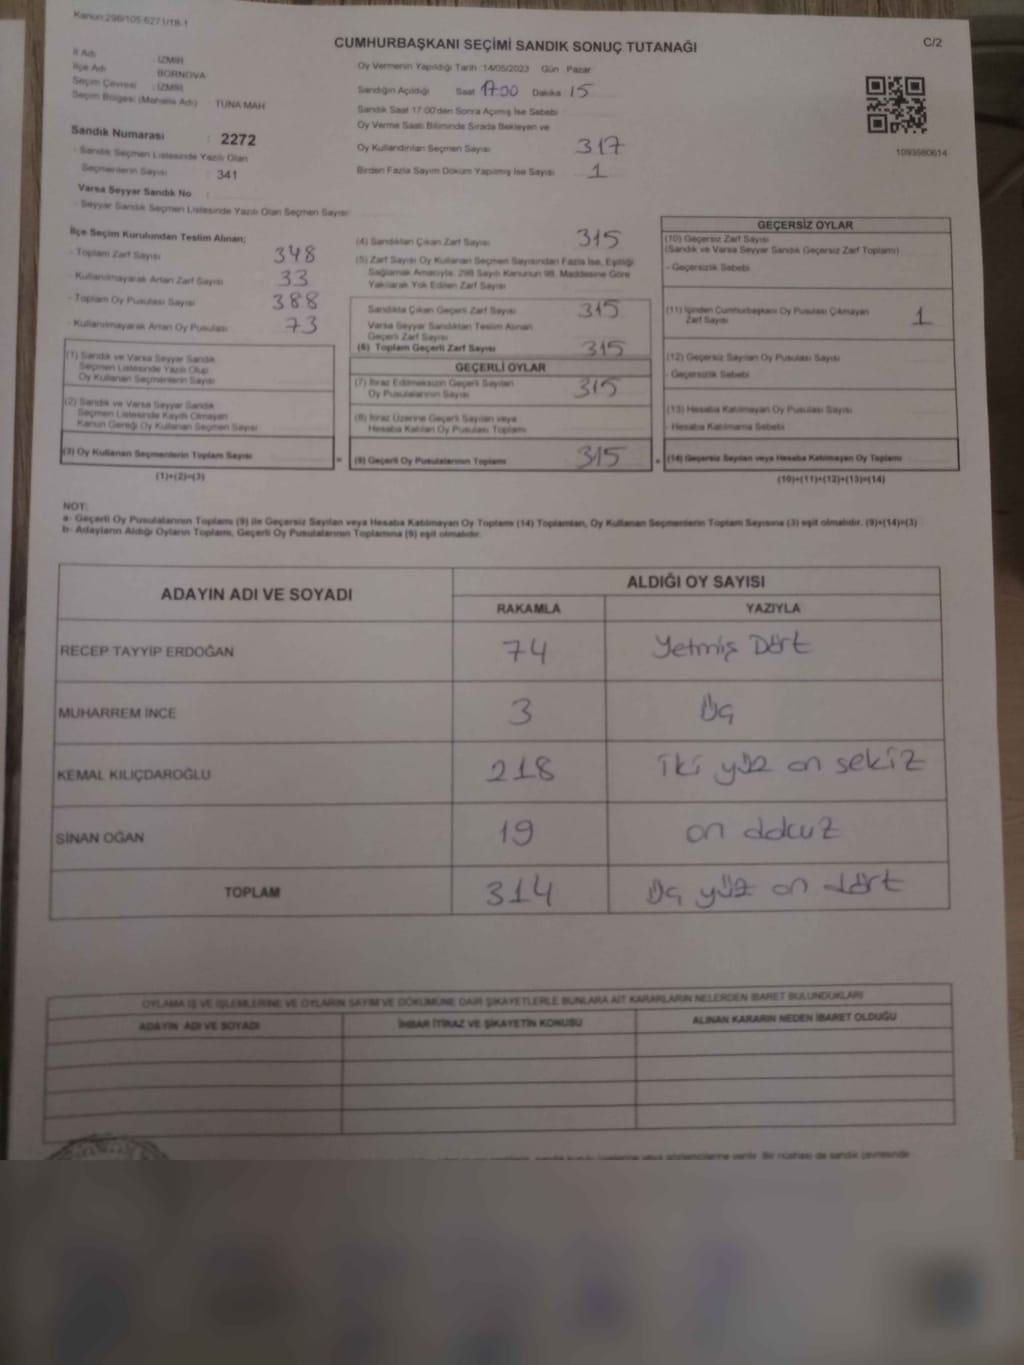 Kanun:298/105-6271/18-1
C/2
CUMHURBAŞKANI SEÇİMİ SANDIK SONUÇ TUTANAĞI
İl Adı : İZMİR
İlçe Adı : BORNOVA
Seçim Çevresi : İZMİR
Seçim Bölgesi (Mahalle Adı) : TUNA MAH
Sandık Numarası : 2272
- Sandık Seçmen Listesinde Yazılı Olan
Seçmenlerin Sayısı : 341
Varsa Seyyar Sandık No :
- Seyyar Sandık Seçmen Listesinde Yazılı Olan Seçmen Sayısı
Oy Vermenin Yapıldığı Tarih :14/05/2023 Gün :Pazar
Sandığın Açıldığı Saat 17:00 Dakika 15
Sandık Saat 17:00'den Sonra Açılmış İse Sebebi
Oy Verme Saati Bitiminde Sırada Bekleyen ve
Oy Kullandırılan Seçmen Sayısı 317
Birden Fazla Sayım Döküm Yapılmış İse Sayısı 1
1093580614
İlçe Seçim Kurulundan Teslim Alınan;
- Toplam Zarf Sayısı 348
- Kullanılmayarak Artan Zarf Sayısı 33
- Toplam Oy Pusulası Sayısı 388
- Kullanılmayarak Artan Oy Pusulası 73
(1) Sandık ve Varsa Seyyar Sandık
Seçmen Listesinde Yazılı Olup
Oy Kullanan Seçmenlerin Sayısı
(2) Sandık ve Varsa Seyyar Sandık
Seçmen Listesinde Kayıtlı Olmayan
Kanun Gereği Oy Kullanan Seçmen Sayısı
(3) Oy Kullanan Seçmenlerin Toplam Sayısı
(1)+(2)=(3)
(4) Sandıktan Çıkan Zarf Sayısı 315
(5) Zarf Sayısı Oy Kullanan Seçmen Sayısından Fazla İse, Eşitliği
Sağlamak Amacıyla, 298 Sayılı Kanunun 98. Maddesine Göre
Yakılarak Yok Edilen Zarf Sayısı
Sandıkta Çıkan Geçerli Zarf Sayısı 315
Varsa Seyyar Sandıktan Teslim Alınan
Geçerli Zarf Sayısı
(6) Toplam Geçerli Zarf Sayısı 315
GEÇERLİ OYLAR
(7) İtiraz Edilmeksizin Geçerli Sayılan
Oy Pusulalarının Sayısı 315
(8) İtiraz Üzerine Geçerli Sayılan veya
Hesaba Katılan Oy Pusulası Toplamı
= (9) Geçerli Oy Pusulalarının Toplamı 315
GEÇERSİZ OYLAR
(10) Geçersiz Zarf Sayısı
(Sandık ve Varsa Seyyar Sandık Geçersiz Zarf Toplamı)
- Geçersizlik Sebebi
(11) İçinden Cumhurbaşkanı Oy Pusulası Çıkmayan
Zarf Sayısı 1
(12) Geçersiz Sayılan Oy Pusulası Sayısı
- Geçersizlik Sebebi
(13) Hesaba Katılmayan Oy Pusulası Sayısı
- Hesaba Katılmama Sebebi
+ (14) Geçersiz Sayılan veya Hesaba Katılmayan Oy Toplamı
(10)+(11)+(12)+(13)=(14)
NOT:
a- Geçerli Oy Pusulalarının Toplamı (9) ile Geçersiz Sayılan veya Hesaba Katılmayan Oy Toplamı (14) Toplamları, Oy Kullanan Seçmenlerin Toplam Sayısına (3) eşit olmalıdır. (9)+(14)=(3)
b- Adayların Aldığı Oyların Toplamı, Geçerli Oy Pusulalarının Toplamına (9) eşit olmalıdır.
ADAYIN ADI VE SOYADI
ALDIĞI OY SAYISI
RAKAMLA YAZIYLA
RECEP TAYYİP ERDOĞAN 74 Yetmiş Dört
MUHARREM İNCE 3 Üç
KEMAL KILIÇDAROĞLU 218 iki yüz on sekiz
SİNAN OĞAN 19 on dokuz
TOPLAM 314 Üç yüz on dört
OYLAMA İŞ VE İŞLEMLERİNE VE OYLARIN SAYIM VE DÖKÜMÜNE DAİR ŞİKAYETLERLE BUNLARA AİT KARARLARIN NELERDEN İBARET BULUNDUKLARI
ADAYIN ADI VE SOYADI İHBAR İTİRAZ VE ŞİKAYETİN KONUSU ALINAN KARARIN NEDEN İBARET OLDUĞU
sandık kurulu üyelerine veya gözlemcilerine verilir. Bir nüshası da sandık çevresinde